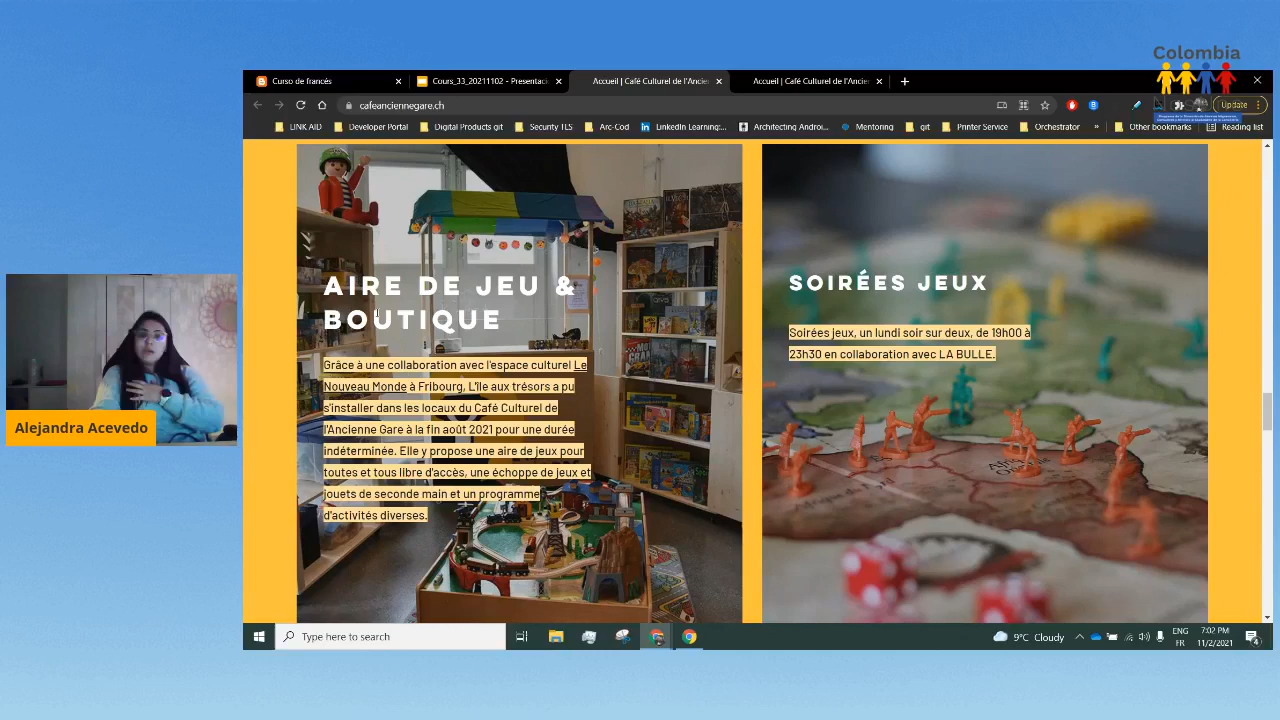 Colombia
Curso de francés
Cours_33_20211102 - Presentaci
Accueil | Café Culturel de l'Ancie
Accueil | Café Culturel de l'Ancie
cafeanciennegare.ch
Update
LINK AID
Developer Portal
Digital Products git
Security TLS
Arc-Cod
LinkedIn Learning:...
Architecting Androi...
Mentoring
git
Printer Service
Orchestrator
»
Other bookmarks
Reading list
AIRE DE JEU &
BOUTIQUE
Grâce à une collaboration avec l'espace culturel Le
Nouveau Monde à Fribourg, L'île aux trésors a pu
s'installer dans les locaux du Café Culturel de
l'Ancienne Gare à la fin août 2021 pour une durée
indéterminée. Elle y propose une aire de jeux pour
toutes et tous libre d'accès, une échoppe de jeux et
jouets de seconde main et un programme
d'activités diverses.
SOIRÉES JEUX
Soirées jeux, un lundi soir sur deux, de 19h00 à
23h30 en collaboration avec LA BULLE.
Alejandra Acevedo
Type here to search
9°C Cloudy
ENG
FR
7:02 PM
11/2/2021